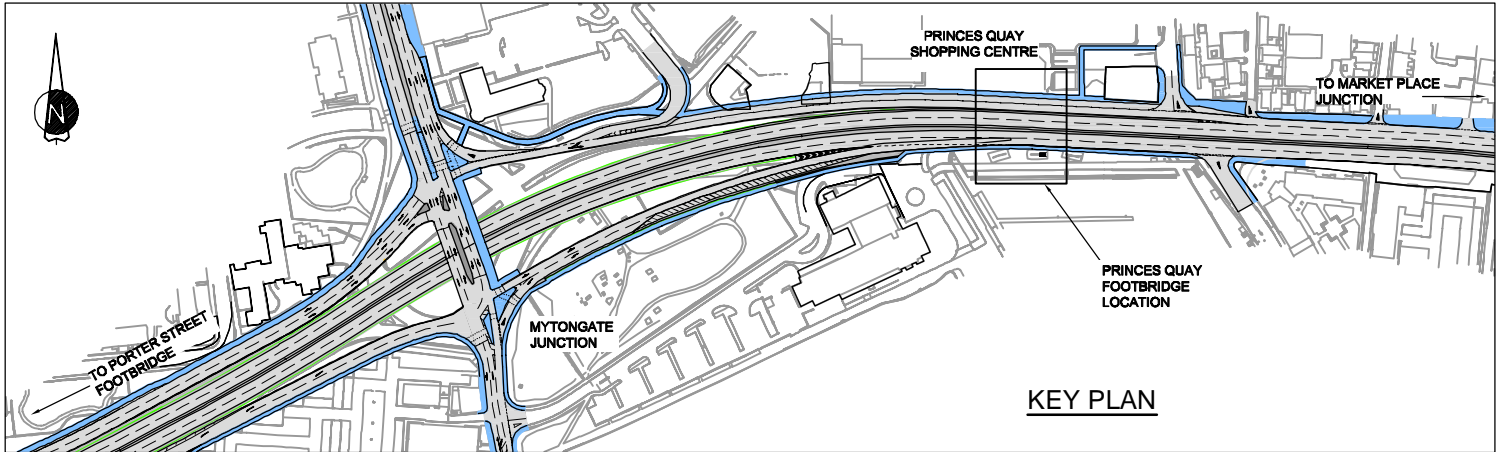 N
PRINCES QUAY
SHOPPING CENTRE
TO MARKET PLACE
JUNCTION
PRINCES QUAY
FOOTBRIDGE
LOCATION
MYTONGATE
JUNCTION
TO PORTER STREET
FOOTBRIDGE
KEY PLAN